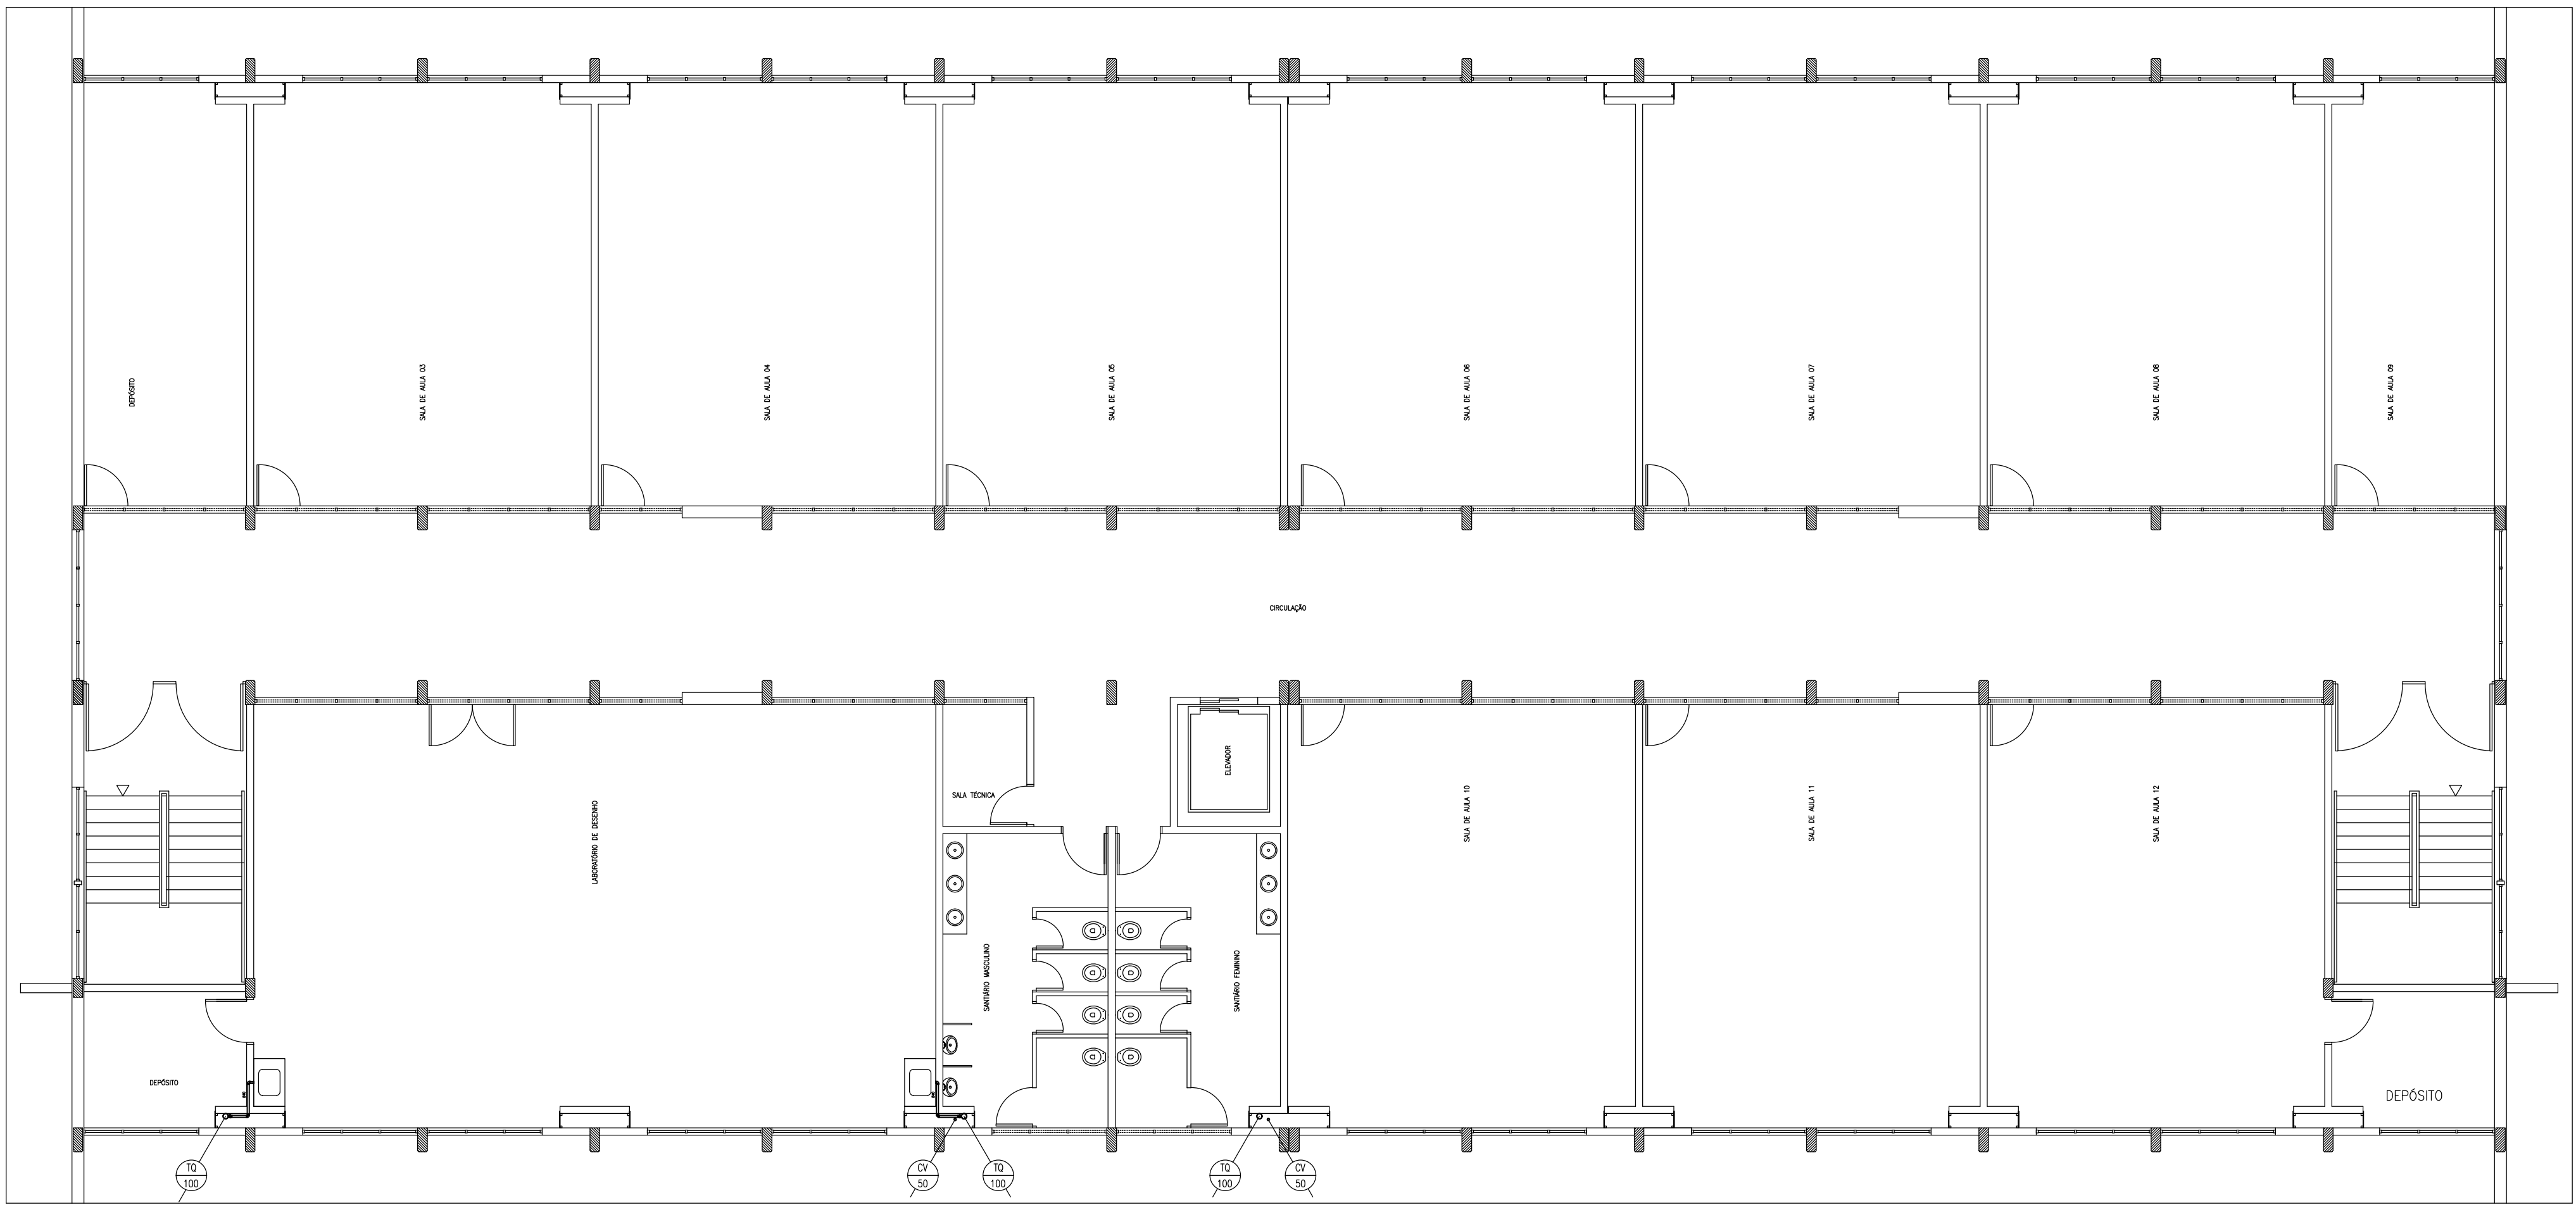 DEPÓSITO
SALA DE AULA 03
SALA DE AULA 04
SALA DE AULA 05
SALA DE AULA 06
SALA DE AULA 07
SALA DE AULA 08
SALA DE AULA 09
CIRCULAÇÃO
LABORATÓRIO DE DESENHO
SALA TÉCNICA
ELEVADOR
SALA DE AULA 10
SALA DE AULA 11
SALA DE AULA 12
SANTIÁRIO MASCULINO
SANTIÁRIO FEMININO
DEPÓSITO
DEPÓSITO
TQ
100
CV
50
TQ
100
TQ
100
CV
50